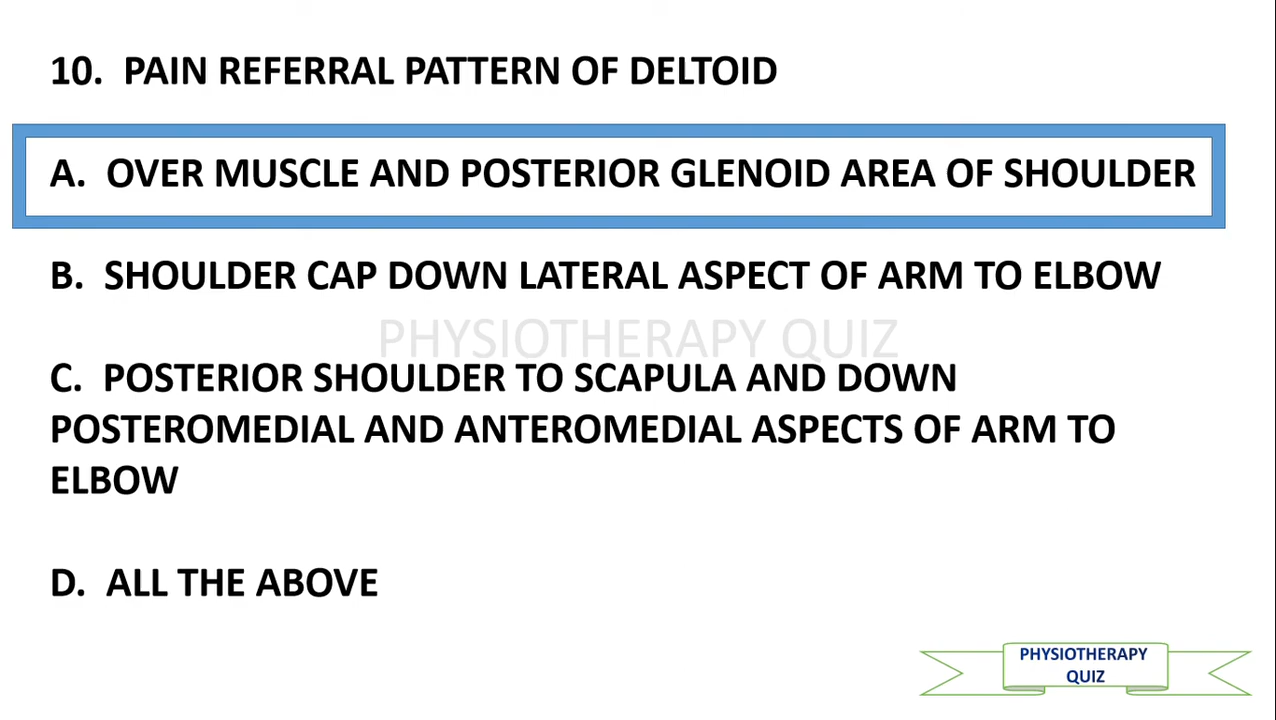 10. PAIN REFERRAL PATTERN OF DELTOID
A. OVER MUSCLE AND POSTERIOR GLENOID AREA OF SHOULDER
B. SHOULDER CAP DOWN LATERAL ASPECT OF ARM TO ELBOW
PHYSIOTHERAPY QUIZ
C. POSTERIOR SHOULDER TO SCAPULA AND DOWN
POSTEROMEDIAL AND ANTEROMEDIAL ASPECTS OF ARM TO
ELBOW
D. ALL THE ABOVE
PHYSIOTHERAPY
QUIZ